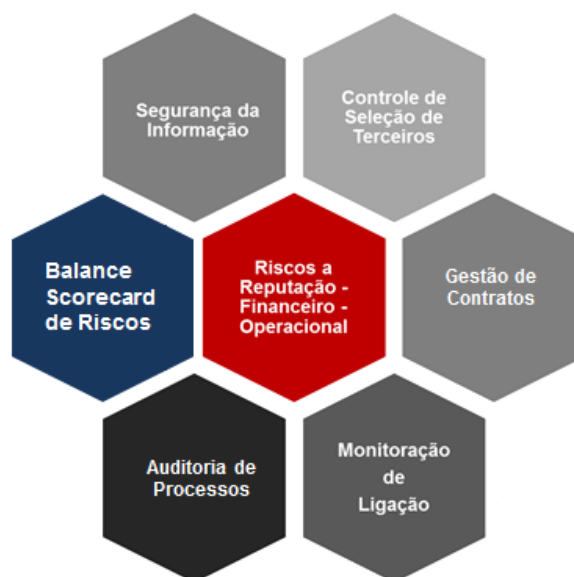 Segurança da
Informação
Controle de
Seleção de
Terceiros
Balance
Scorecard
de Riscos
Riscos a
Reputação -
Financeiro -
Operacional
Gestão de
Contratos
Auditoria de
Processos
Monitoração
de
Ligação